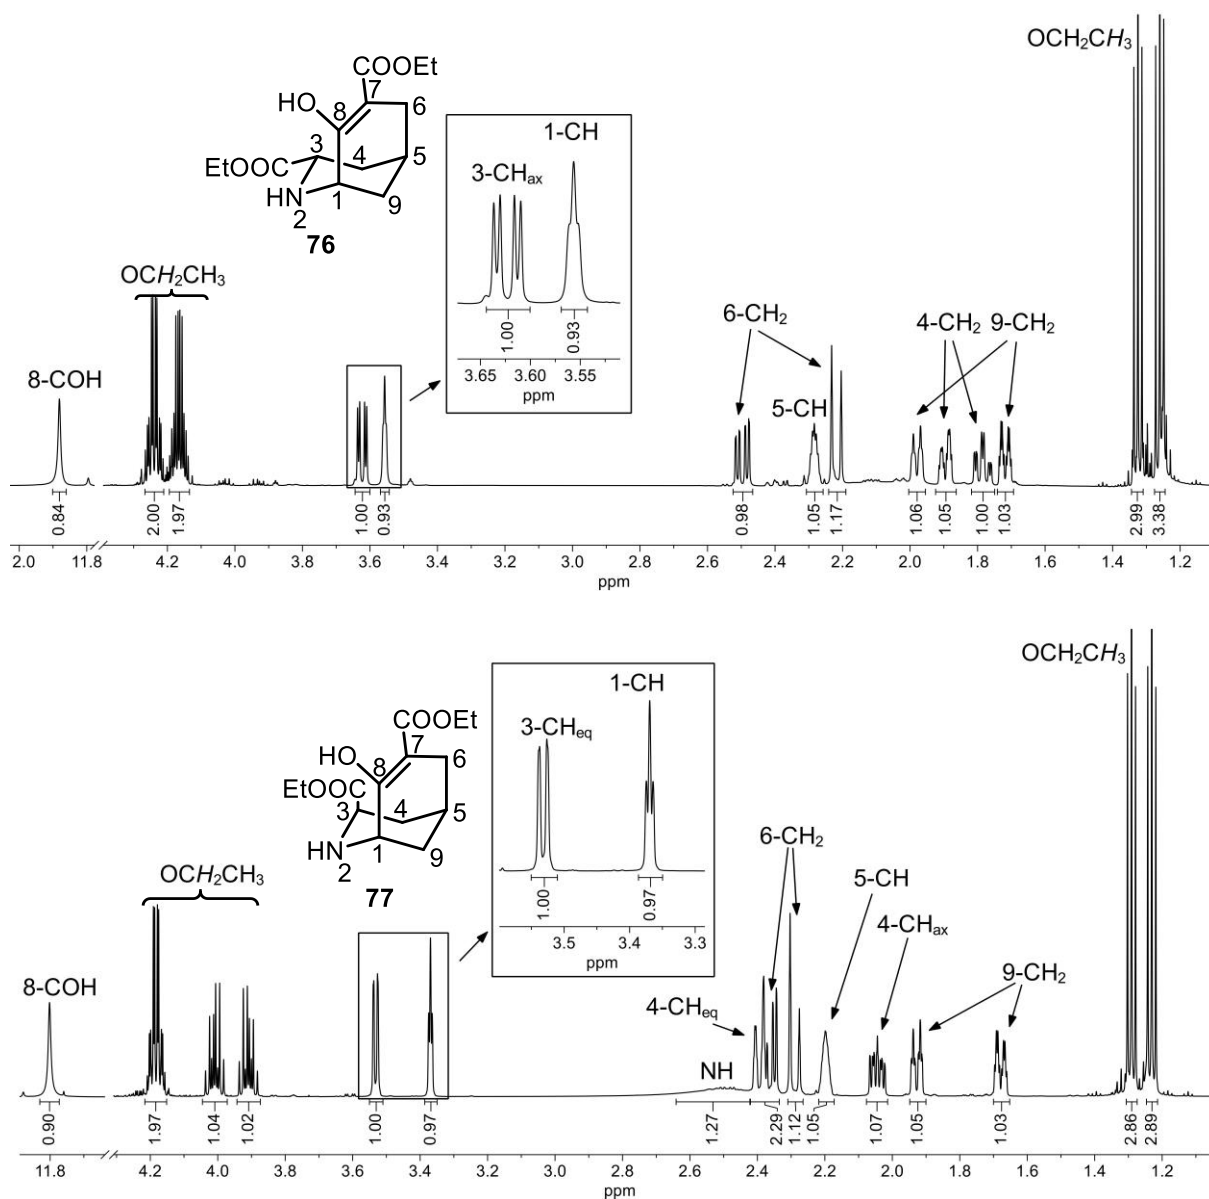 COOEt
HO
7
6
8
3
4
5
EtOOC
1
HN
2
9
76
1-CH
3-CHax
1.00
0.93
3.65
3.60
3.55
ppm
OCH2CH3
OCH2CH3
8-COH
6-CH2
5-CH
4-CH2
9-CH2
0.84
2.00
1.97
1.00
0.93
0.98
1.05
1.17
1.06
1.05
1.00
1.03
2.99
3.38
2.0
11.8
4.2
4.0
3.8
3.6
3.4
3.2
3.0
2.8
2.6
2.4
2.2
2.0
1.8
1.6
1.4
1.2
ppm
COOEt
HO
7
6
8
EtOOC
3
4
5
HN
2
1
9
77
1-CH
3-CHeq
1.00
0.97
3.5
3.4
3.3
ppm
OCH2CH3
OCH2CH3
8-COH
NH
4-CHeq
6-CH2
5-CH
4-CHax
9-CH2
0.90
1.97
1.04
1.02
1.00
0.97
1.27
2.29
1.12
1.05
1.07
1.05
1.03
2.86
2.89
11.8
4.2
4.0
3.8
3.6
3.4
3.2
3.0
2.8
2.6
2.4
2.2
2.0
1.8
1.6
1.4
1.2
ppm